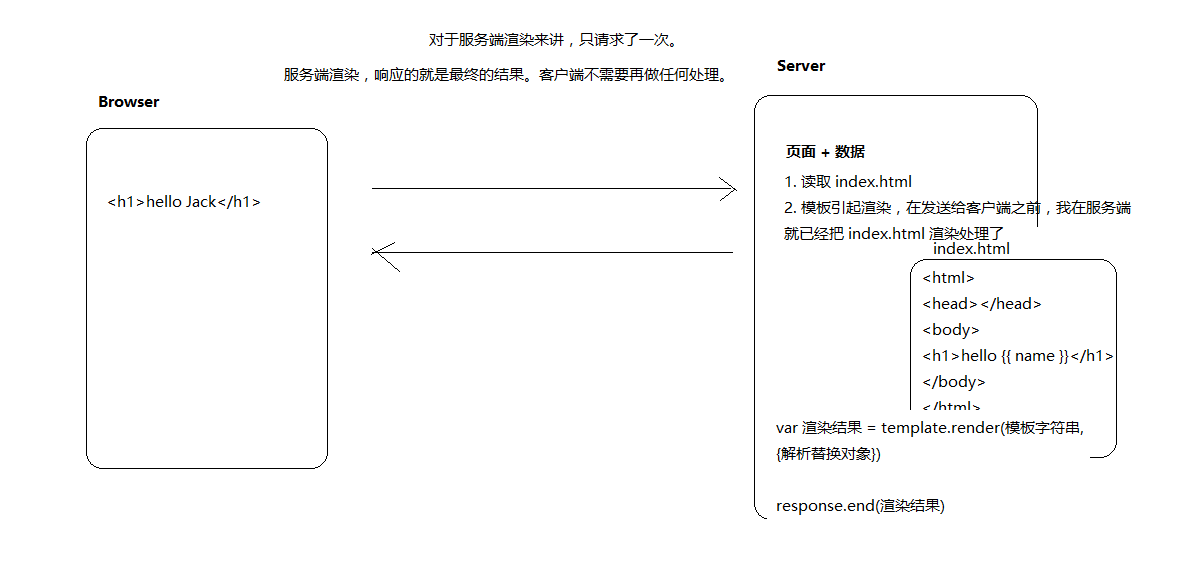 对于服务端渲染来讲，只请求了一次。
服务端渲染，响应的就是最终的结果。客户端不需要再做任何处理。
Server
Browser
页面 + 数据
1. 读取 index.html
2. 模板引起渲染，在发送给客户端之前，我在服务端
就已经把 index.html 渲染处理了
<h1>hello Jack</h1>
index.html
<html>
<head></head>
<body>
<h1>hello {{ name }}</h1>
</body>
</html>
var 渲染结果 = template.render(模板字符串,
{解析替换对象})
response.end(渲染结果)